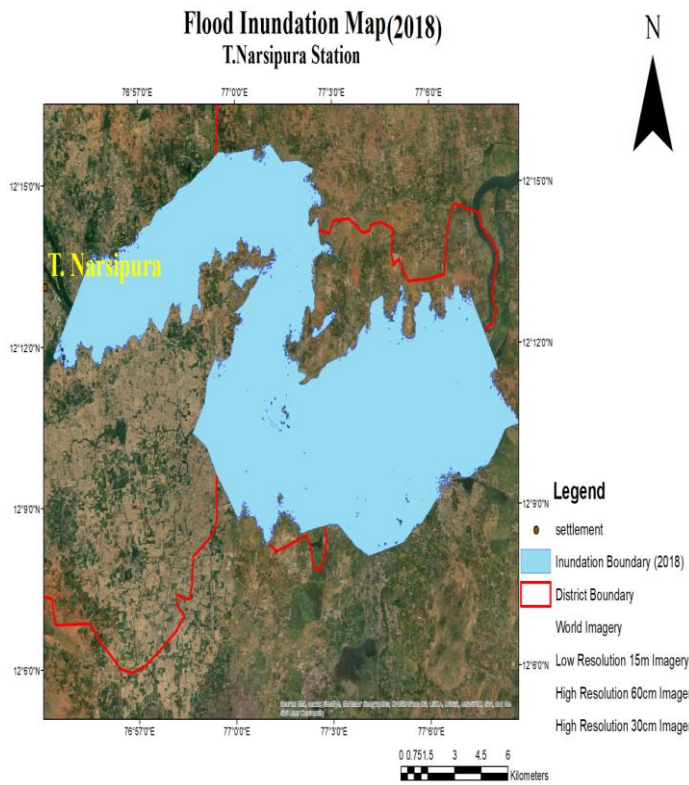 Flood Inundation Map(2018)
T.Narsipura Station
N
76°57'0"E 77°0'0"E 77°3'0"E 77°6'0"E
12°15'0"N 12°15'0"N
T. Narsipura
12°12'0"N 12°12'0"N
12°9'0"N 12°9'0"N
Legend
settlement
Inundation Boundary (2018)
District Boundary
World Imagery
Low Resolution 15m Imagery
High Resolution 60cm Imager
High Resolution 30cm Imager
12°6'0"N 12°6'0"N
76°57'0"E 77°0'0"E 77°3'0"E 77°6'0"E
0 0.751.5 3 4.5 6
Kilometers